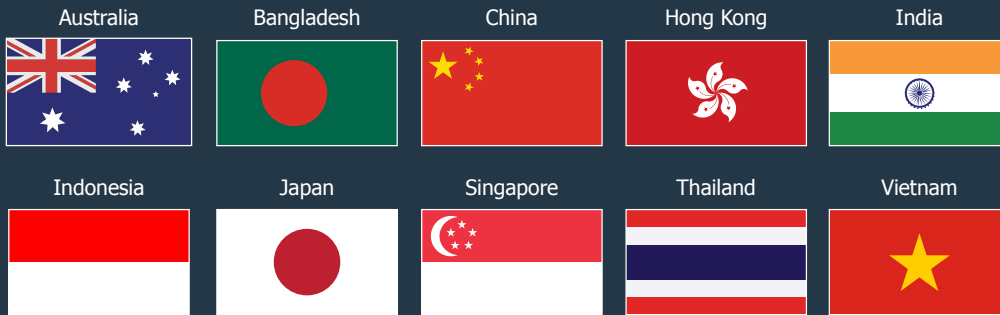 Australia
Bangladesh
China
Hong Kong
India
Indonesia
Japan
Singapore
Thailand
Vietnam